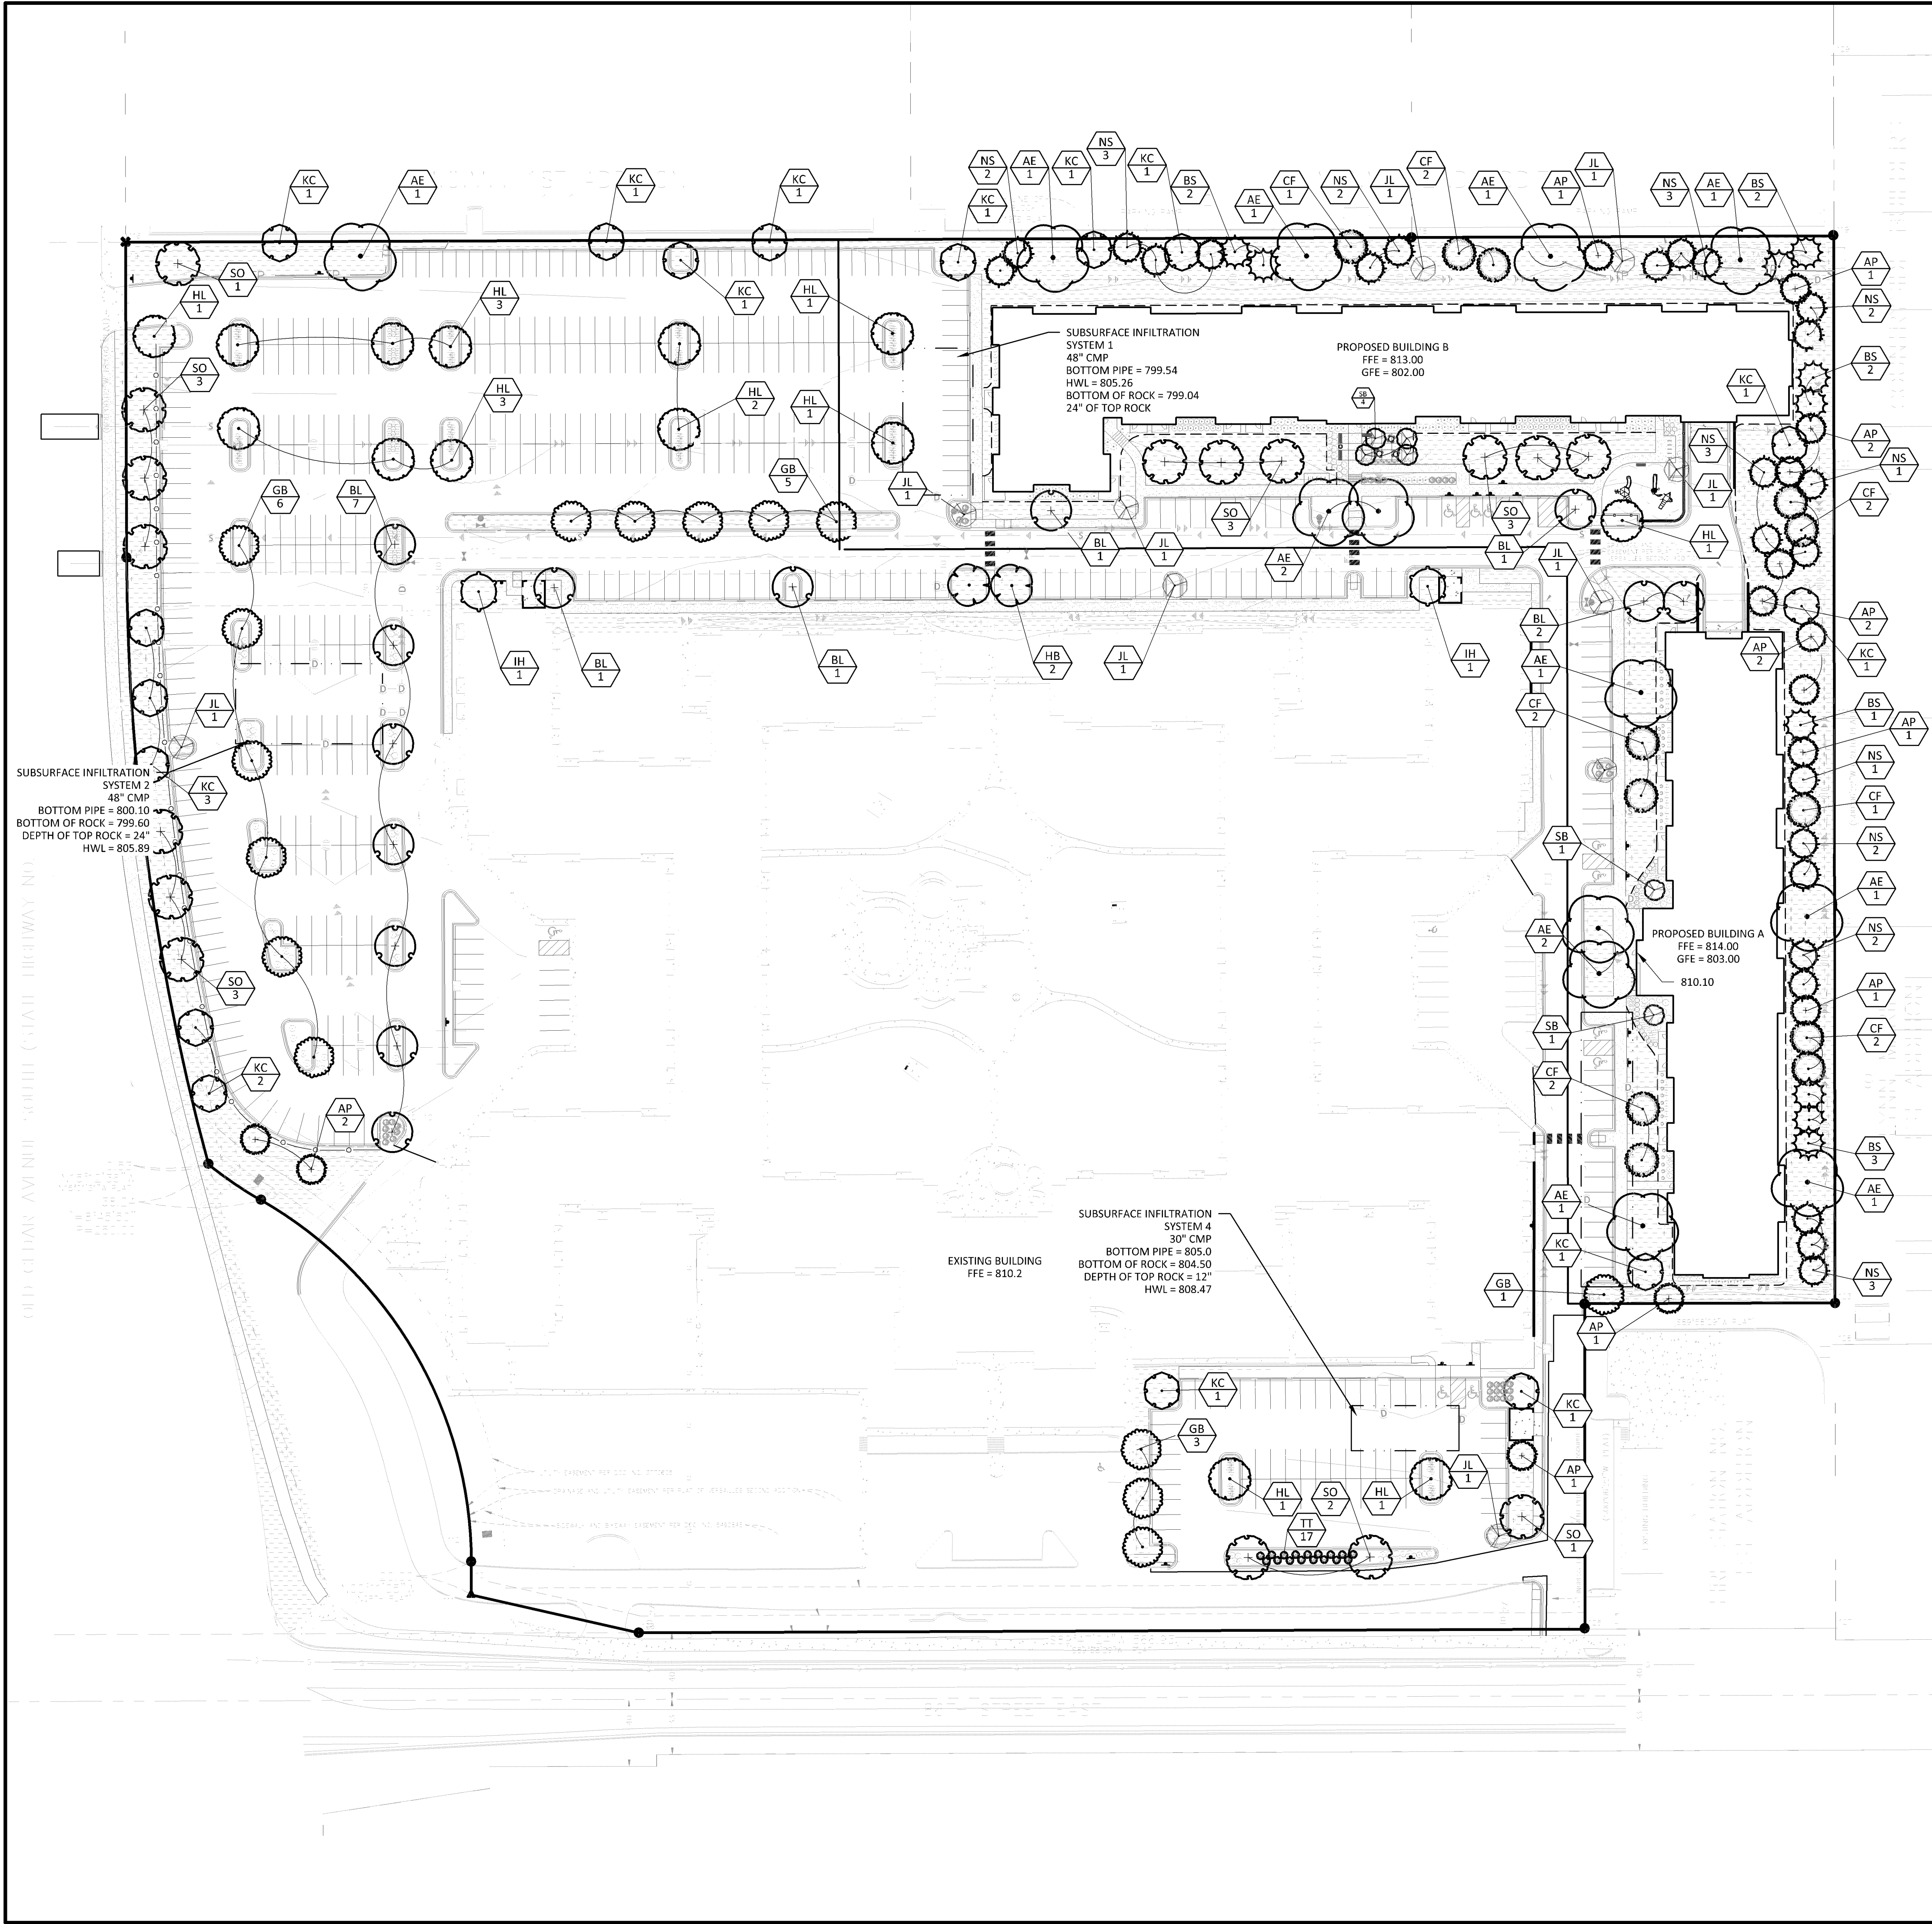 NS
3
KC
1
AE
1
KC
1
KC
1
NS
2
AE
1
KC
1
KC
1
KC
1
BS
2
AE
1
CF
1
NS
2
JL
1
CF
2
AE
1
AP
1
JL
1
NS
3
AE
1
BS
2
SO
1
HL
1
HL
3
KC
1
HL
1
AP
1
NS
2
SUBSURFACE INFILTRATION
SYSTEM 1
48" CMP
BOTTOM PIPE = 799.54
HWL = 805.26
BOTTOM OF ROCK = 799.04
24" OF TOP ROCK
PROPOSED BUILDING B
FFE = 813.00
GFE = 802.00
SO
3
HL
3
HL
2
HL
1
SB
4
KC
1
BS
2
AP
2
NS
3
NS
1
GB
6
BL
7
GB
5
JL
1
JL
1
CF
2
SO
3
SO
3
BL
1
JL
1
AE
2
BL
1
JL
1
HL
1
IH
1
BL
1
BL
1
HB
2
JL
1
IH
1
BL
2
AE
1
AP
2
AP
2
KC
1
JL
1
CF
2
BS
1
AP
1
NS
1
SUBSURFACE INFILTRATION
SYSTEM 2
48" CMP
BOTTOM PIPE = 800.10
BOTTOM OF ROCK = 799.60
DEPTH OF TOP ROCK = 24"
HWL = 805.89
KC
3
CF
1
SB
1
NS
2
AE
1
AE
2
NS
2
PROPOSED BUILDING A
FFE = 814.00
GFE = 803.00
810.10
SO
3
AP
1
SB
1
CF
2
KC
2
CF
2
AP
2
BS
3
AE
1
AE
1
SUBSURFACE INFILTRATION
SYSTEM 4
30" CMP
BOTTOM PIPE = 805.0
BOTTOM OF ROCK = 804.50
DEPTH OF TOP ROCK = 12"
HWL = 808.47
EXISTING BUILDING
FFE = 810.2
KC
1
GB
1
NS
3
AP
1
KC
1
KC
1
GB
3
JL
1
AP
1
HL
1
SO
2
HL
1
TT
17
SO
1